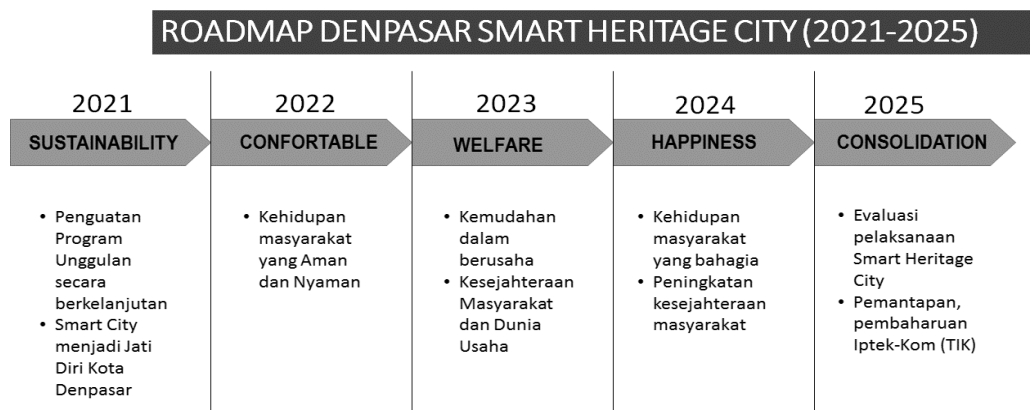 ROADMAP DENPASAR SMART HERITAGE CITY (2021-2025)
2021
SUSTAINABILITY
• Penguatan
Program
Unggulan
secara
berkelanjutan
• Smart City
menjadi Jati
Diri Kota
Denpasar
2022
CONFORTABLE
• Kehidupan
masyarakat
yang Aman
dan Nyaman
2023
WELFARE
• Kemudahan
dalam
berusaha
• Kesejahteraan
Masyarakat
dan Dunia
Usaha
2024
HAPPINESS
• Kehidupan
masyarakat
yang bahagia
• Peningkatan
kesejahteraan
masyarakat
2025
CONSOLIDATION
• Evaluasi
pelaksanaan
Smart Heritage
City
• Pemantapan,
pembaharuan
Iptek-Kom (TIK)